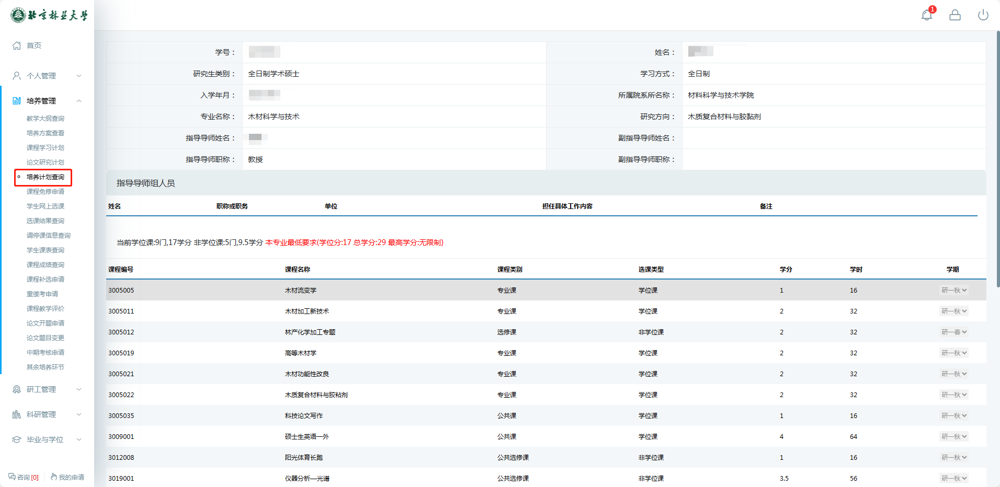 北京林业大学
1
首页
个人管理
培养管理
教学大纲查询
培养方案查看
课程学习计划
论文研究计划
培养计划查询
课程免修申请
学生网上选课
选课结果查询
调停课信息查询
学生课表查询
课程成绩查询
课程补选申请
重缓考申请
课程教学评价
论文开题申请
论文题目变更
中期考核申请
其余培养环节
研工管理
科研管理
毕业与学位
咨询[0] 我的申请
学号： 姓名：
研究生类别： 全日制学术硕士 学习方式： 全日制
入学年月： 所属院系所名称： 材料科学与技术学院
专业名称： 木材科学与技术 研究方向： 木质复合材料与胶黏剂
指导导师姓名： 副指导导师姓名：
指导导师职称： 教授 副指导导师职称：
指导导师组人员
姓名 职称或职务 单位 担任具体工作内容 备注
当前学位课:9门,17学分 非学位课:5门,9.5学分 本专业最低要求(学位分:17 总学分:29 最高学分:无限制)
课程编号 课程名称 课程类别 选课类型 学分 学时 学期
3005005 木材流变学 专业课 学位课 1 16 研一秋
3005011 木材加工新技术 专业课 学位课 2 32 研一秋
3005012 林产化学加工专题 选修课 非学位课 2 32 研一春
3005019 高等木材学 专业课 学位课 2 32 研一秋
3005021 木材功能性改良 专业课 学位课 2 32 研一秋
3005022 木质复合材料与胶粘剂 专业课 学位课 2 32 研一秋
3005035 科技论文写作 公共课 学位课 1 16 研一秋
3009001 硕士生英语一外 公共课 学位课 4 64 研一秋
3012008 阳光体育长跑 公共选修课 非学位课 1 16 研一秋
3019001 仪器分析—光谱 公共选修课 非学位课 3.5 56 研一秋